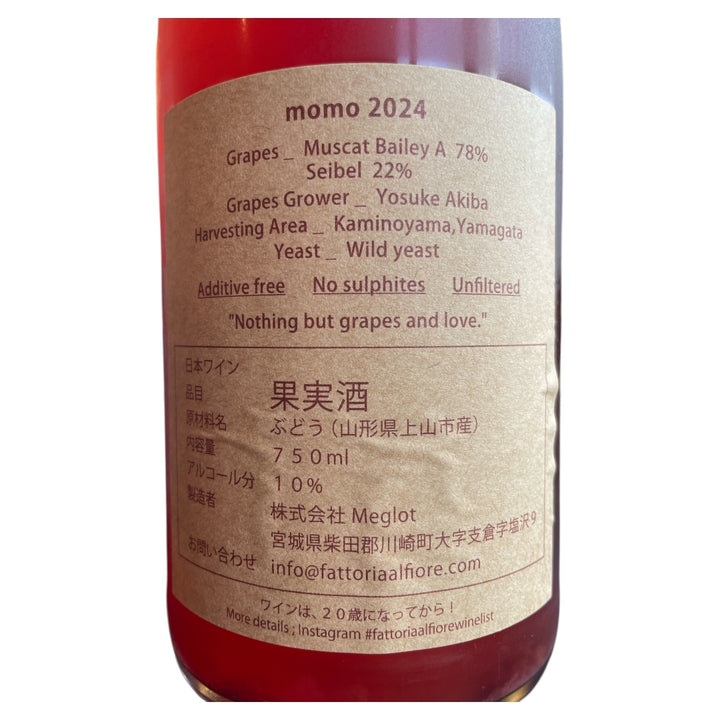 momo 2024
Grapes _ Muscat Bailey A 78%
Seibel 22%
Grapes Grower _ Yosuke Akiba
Harvesting Area _ Kaminoyama,Yamagata
Yeast _ Wild yeast
Additive free No sulphites Unfiltered
"Nothing but grapes and love."
日本ワイン
品目 果実酒
原材料名 ぶどう（山形県上山市産）
内容量 ７５０ml
アルコール分 １０%
製造者 株式会社 Meglot
宮城県柴田郡川崎町大字支倉字塩沢９
お問い合わせ info@fattoriaalfiore.com
ワインは、２０歳になってから！
More details ; Instagram #fattoriaalfiorewinelist